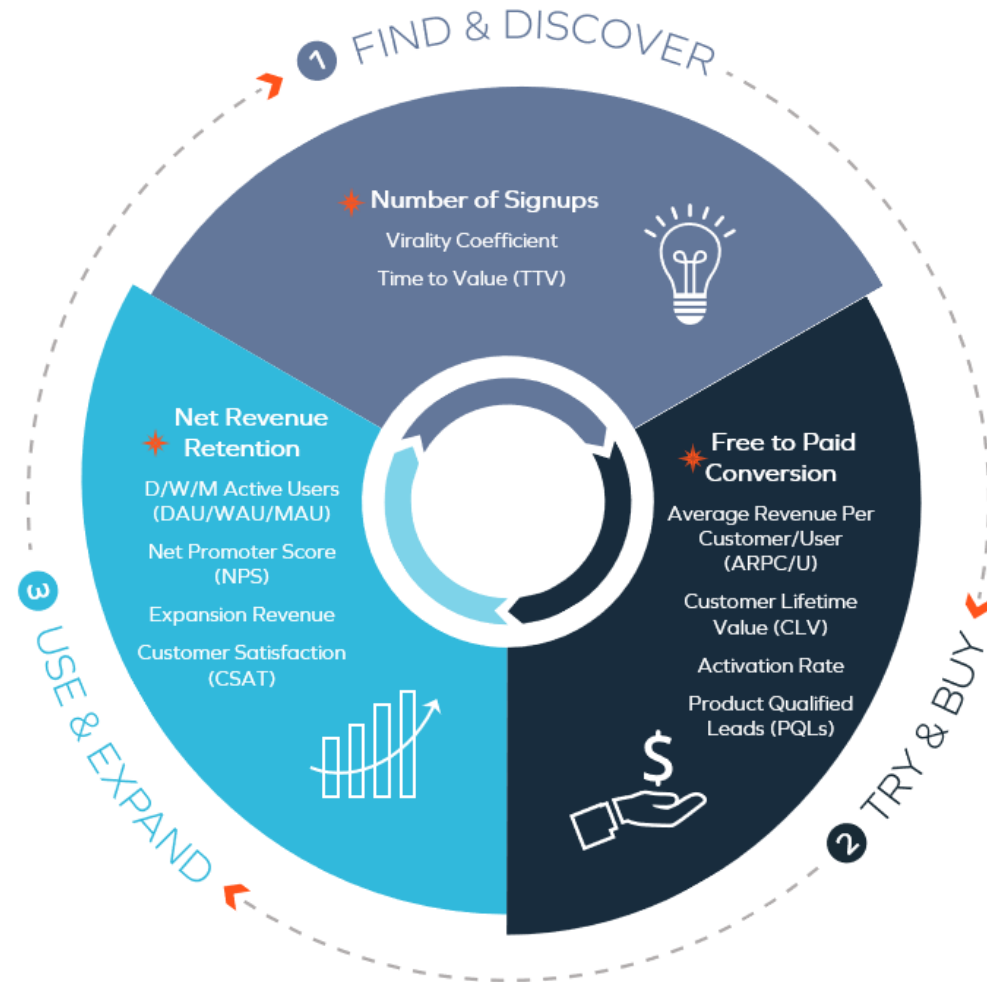 1 FIND & DISCOVER
Number of Signups
Virality Coefficient
Time to Value (TTV)
2 TRY & BUY
Free to Paid
Conversion
Average Revenue Per
Customer/User
(ARPC/U)
Customer Lifetime
Value (CLV)
Activation Rate
Product Qualified
Leads (PQLs)
$
3 USE & EXPAND
Net Revenue
Retention
D/W/M Active Users
(DAU/WAU/MAU)
Net Promoter Score
(NPS)
Expansion Revenue
Customer Satisfaction
(CSAT)